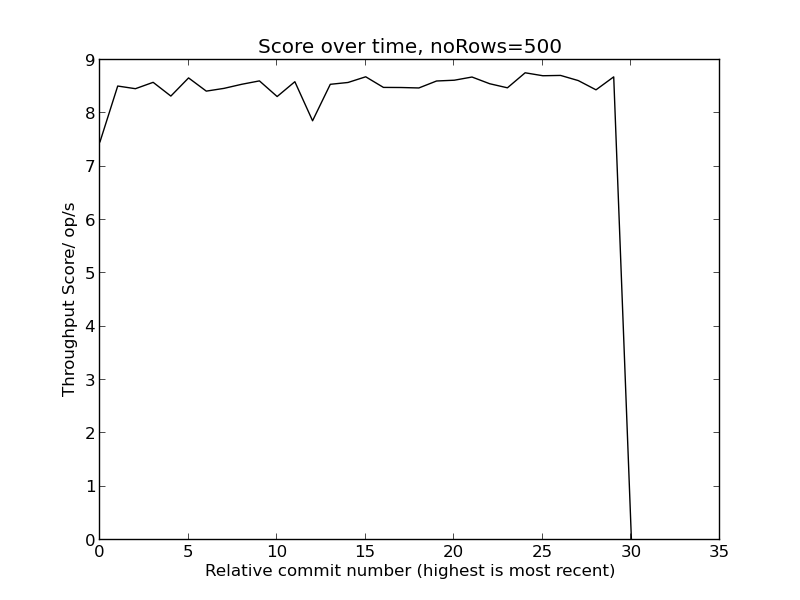 Score over time, noRows=500
9
8
7
6
5
4
3
2
1
0
Throughput Score/ op/s
0 5 10 15 20 25 30 35
Relative commit number (highest is most recent)